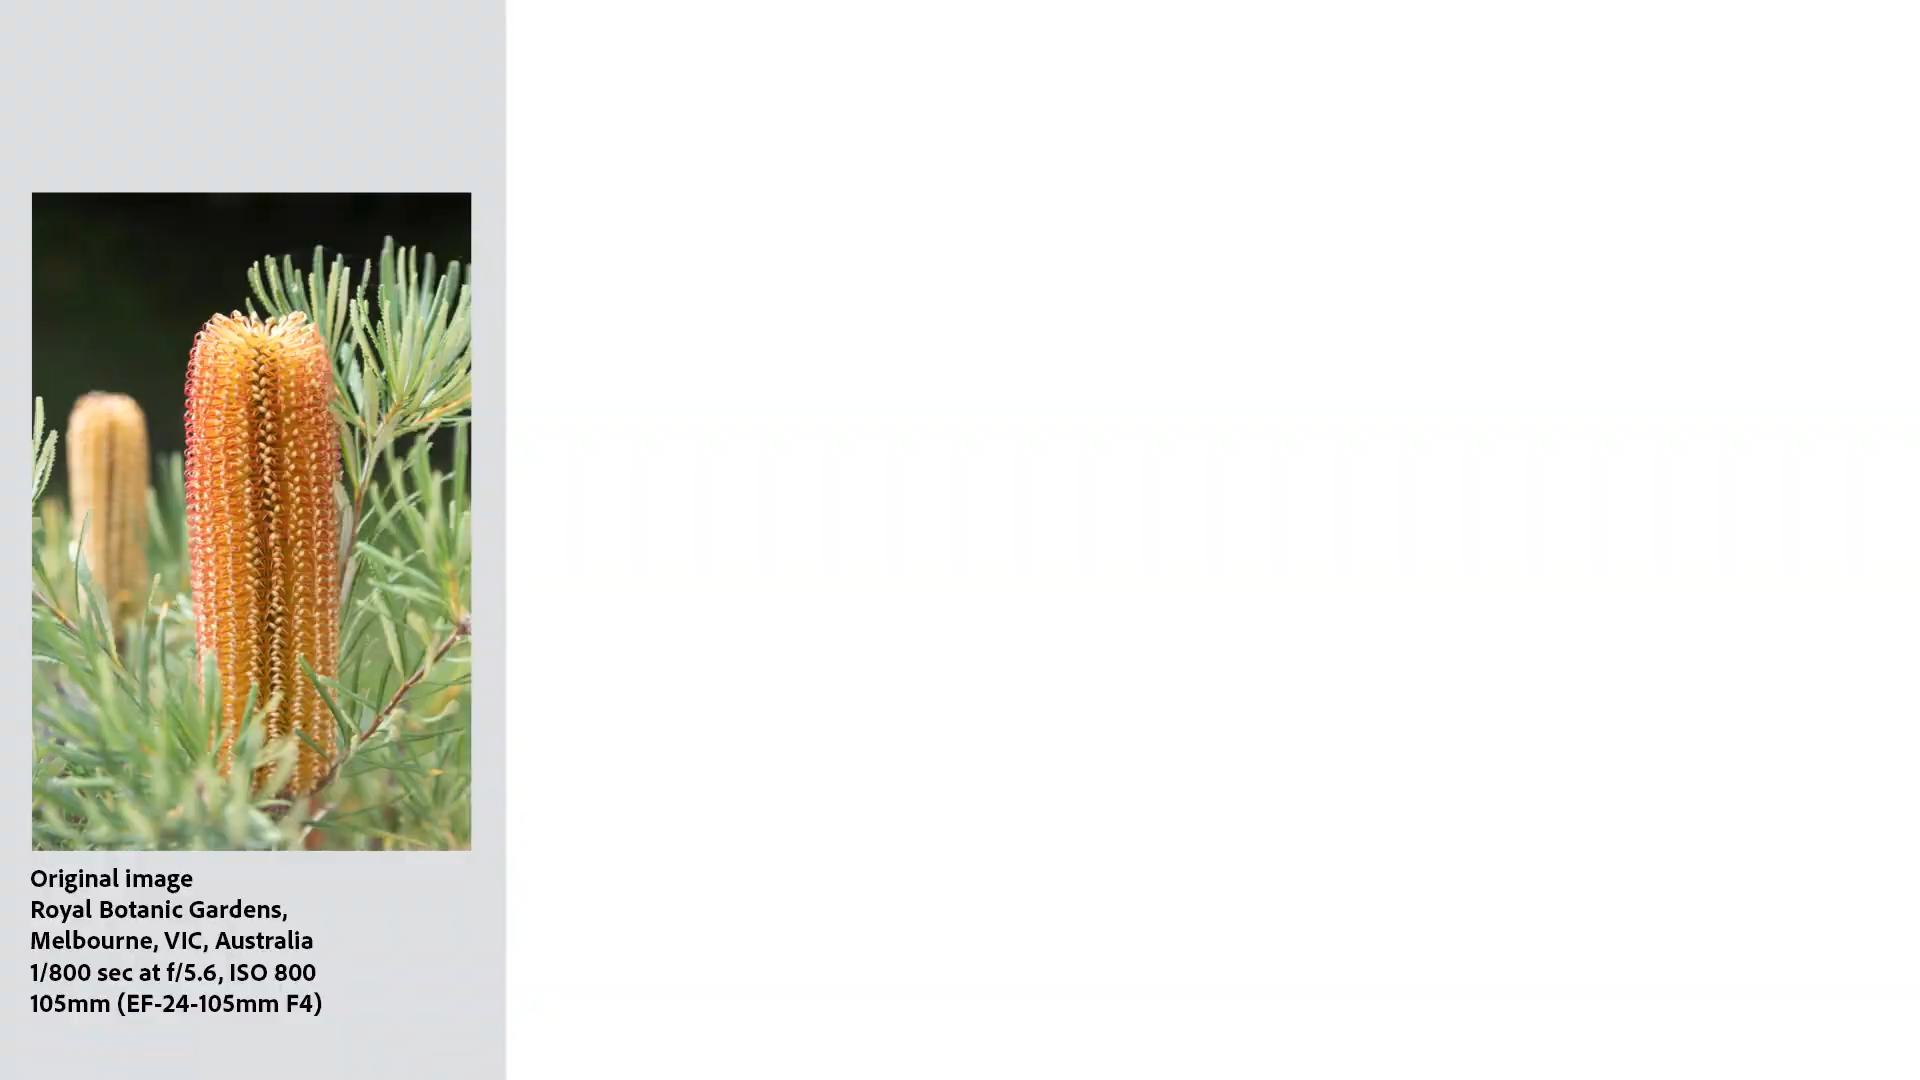 Original image
Royal Botanic Gardens,
Melbourne, VIC, Australia
1/800 sec at f/5.6, ISO 800
105mm (EF-24-105mm F4)